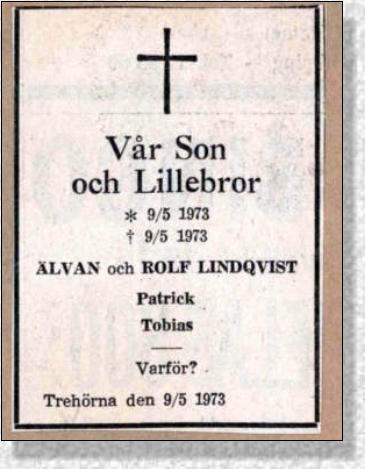 Vår Son
och Lillebror
* 9/5 1973
† 9/5 1973
ÄLVAN och ROLF LINDQVIST
Patrick
Tobias
Varför?
Trehörna den 9/5 1973